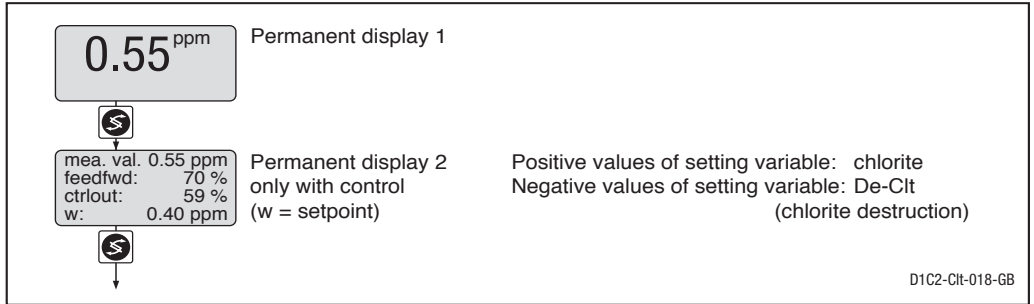 0.55 ppm
Permanent display 1
mea. val. 0.55 ppm
feedfwd: 70 %
ctrlout: 59 %
w: 0.40 ppm
Permanent display 2
only with control
(w = setpoint)
Positive values of setting variable: chlorite
Negative values of setting variable: De-Clt
(chlorite destruction)
D1C2-Clt-018-GB